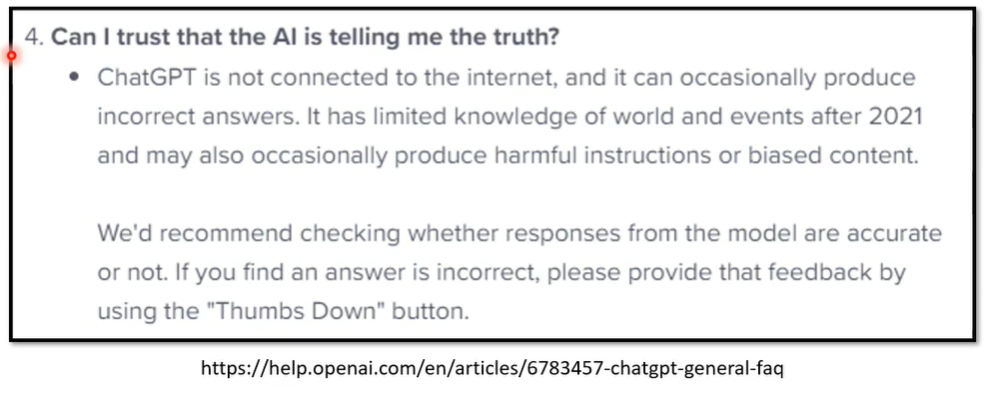 4. Can I trust that the AI is telling me the truth?
• ChatGPT is not connected to the internet, and it can occasionally produce
incorrect answers. It has limited knowledge of world and events after 2021
and may also occasionally produce harmful instructions or biased content.
We'd recommend checking whether responses from the model are accurate
or not. If you find an answer is incorrect, please provide that feedback by
using the "Thumbs Down" button.
https://help.openai.com/en/articles/6783457-chatgpt-general-faq